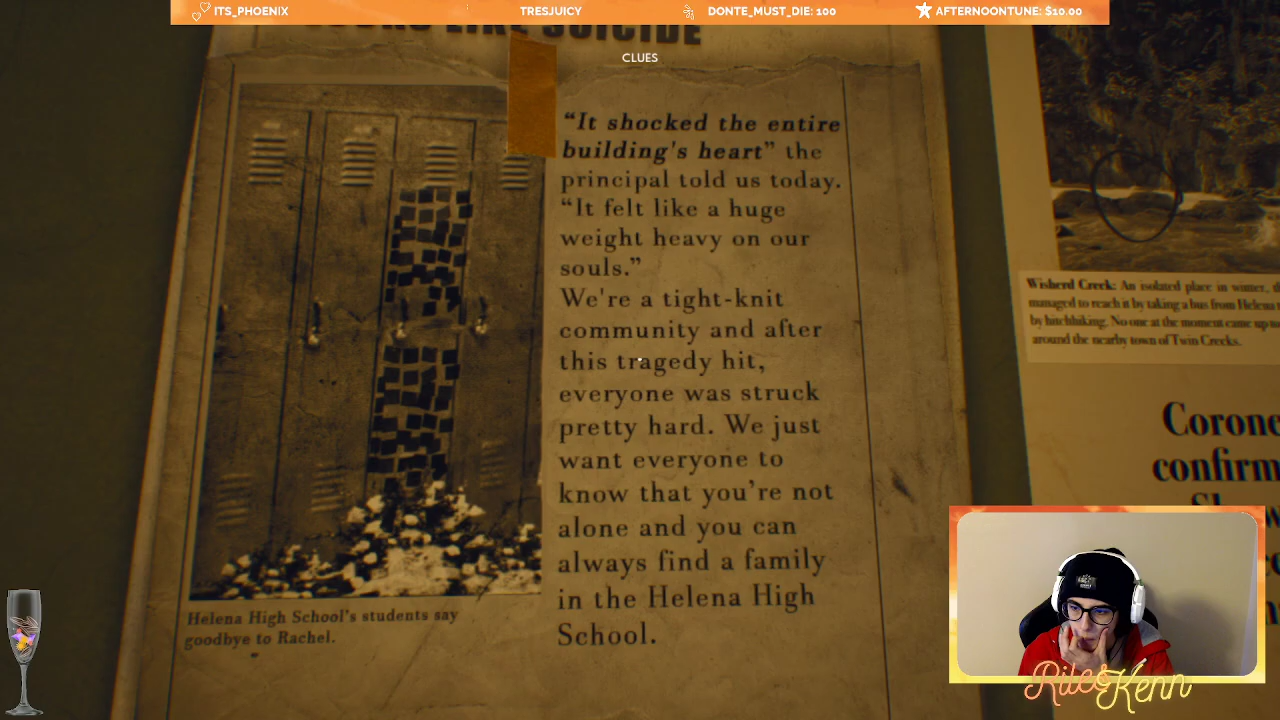 ITS_PHOENIX
TRESJUICY
DONTE_MUST_DIE: 100
AFTERNOONTUNE: $10.00
LIKE SUICIDE
CLUES
“It shocked the entire
building's heart” the
principal told us today.
“It felt like a huge
weight heavy on our
souls.”
We're a tight-knit
community and after
this tragedy hit,
everyone was struck
pretty hard. We just
want everyone to
know that you’re not
alone and you can
always find a family
in the Helena High
School.
Helena High School's students say
goodbye to Rachel.
Wisherd Creek: An isolated place in winter,
managed to reach it by taking a bus from Helena
by hitchhiking. No one at the moment came up
around the nearby town of Twin Creeks.
Corone
confirm
Kenn